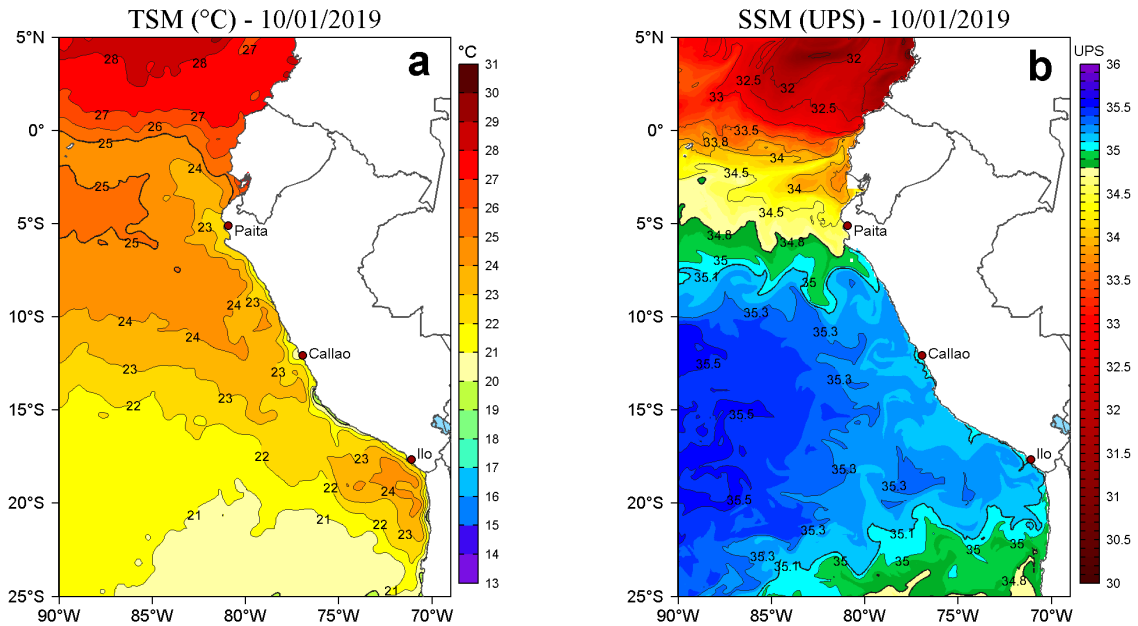 TSM (°C) - 10/01/2019
a
5°N
0°
5°S
10°S
15°S
20°S
25°S
90°W
85°W
80°W
75°W
70°W
28
28
27
27
27
26
25
24
25
25
23
24
23
24
24
23
23
23
22
22
23
22
24
22
23
21
21
21
Paita
Callao
Ilo
°C
31
30
29
28
27
26
25
24
23
22
21
20
19
18
17
16
15
14
13
SSM (UPS) - 10/01/2019
b
5°N
0°
5°S
10°S
15°S
20°S
25°S
90°W
85°W
80°W
75°W
70°W
32
32.5
32
33
32.5
33.5
33.8
34
34.5
34
34.5
34.8
34.8
35
35.1
35
35.3
35.3
35.5
35.3
35.5
35.3
35.3
35.5
35.3
35.1
35.3
35
35
35
35.1
34.8
Paita
Callao
Ilo
UPS
36
35.5
35
34.5
34
33.5
33
32.5
32
31.5
31
30.5
30